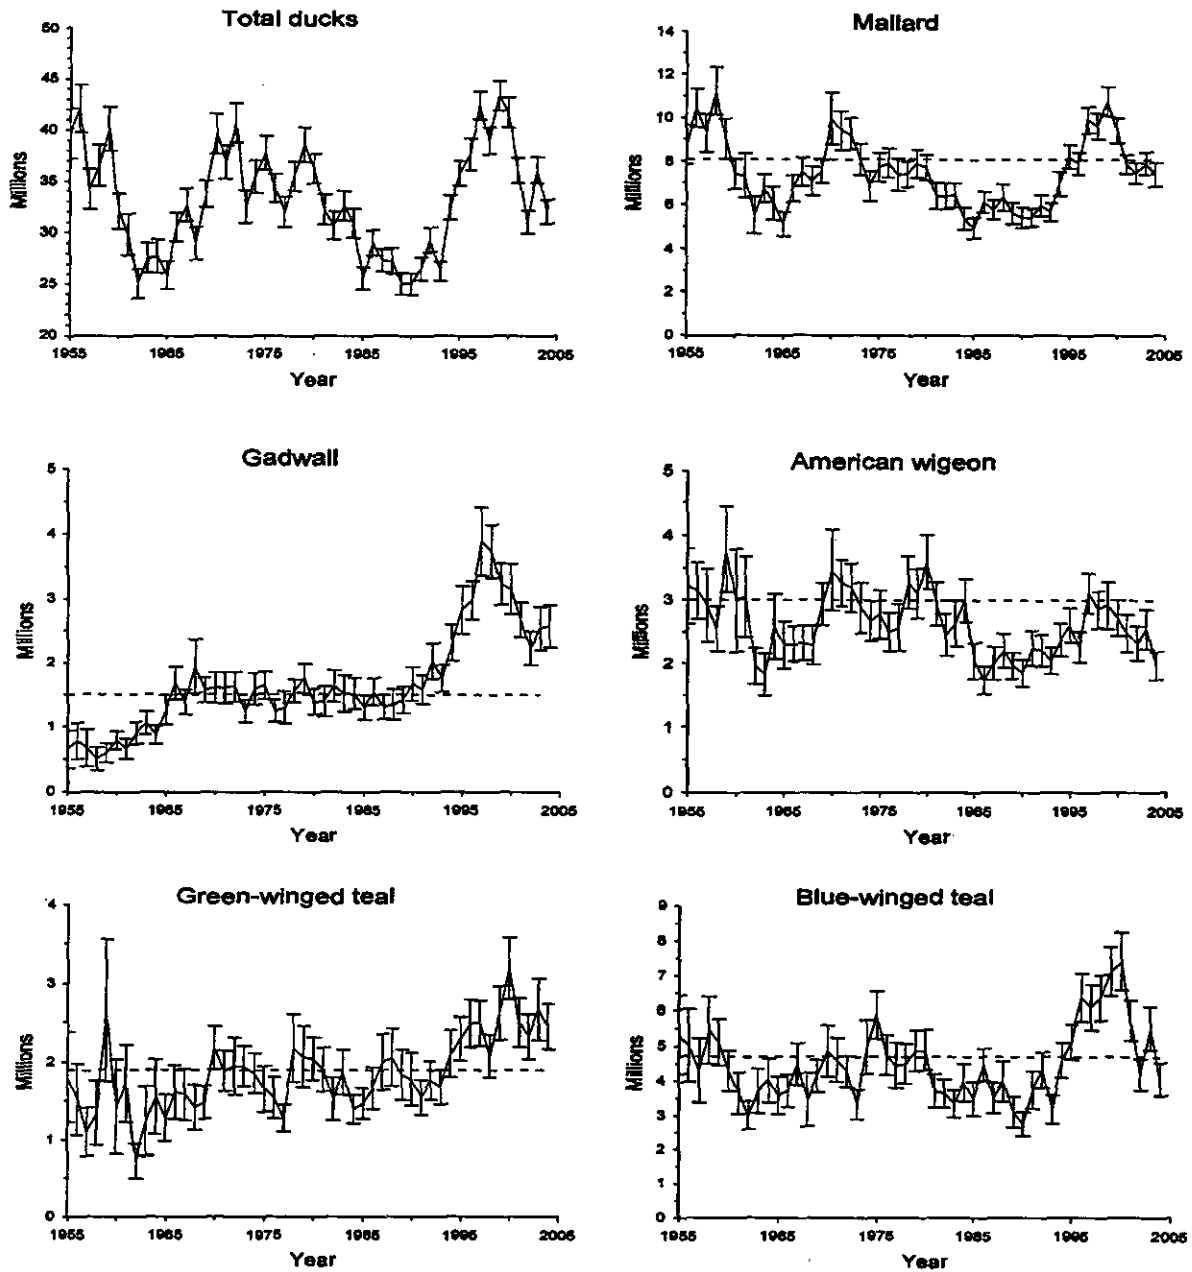 Total ducks
50
45
40
35
30
25
20
Millions
1955 1965 1975 1985 1995 2005
Year
Mallard
14
12
10
8
6
4
2
0
Millions
1955 1965 1975 1985 1995 2005
Year
Gadwall
5
4
3
2
1
0
Millions
1955 1965 1975 1985 1995 2005
Year
American wigeon
5
4
3
2
1
0
Millions
1955 1965 1975 1985 1995 2005
Year
Green-winged teal
4
3
2
1
0
Millions
1955 1965 1975 1985 1995 2005
Year
Blue-winged teal
9
8
7
6
5
4
3
2
1
0
Millions
1955 1965 1975 1985 1995 2005
Year